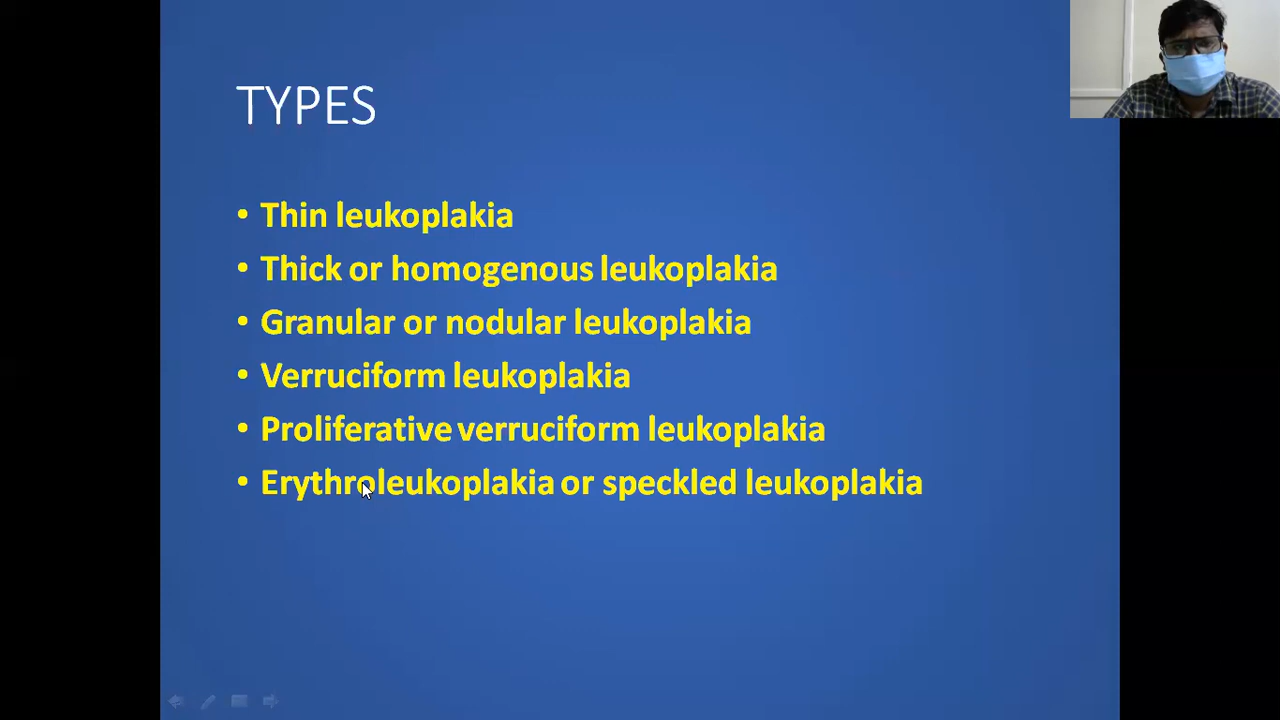 TYPES
• Thin leukoplakia
• Thick or homogenous leukoplakia
• Granular or nodular leukoplakia
• Verruciform leukoplakia
• Proliferative verruciform leukoplakia
• Erythroleukoplakia or speckled leukoplakia